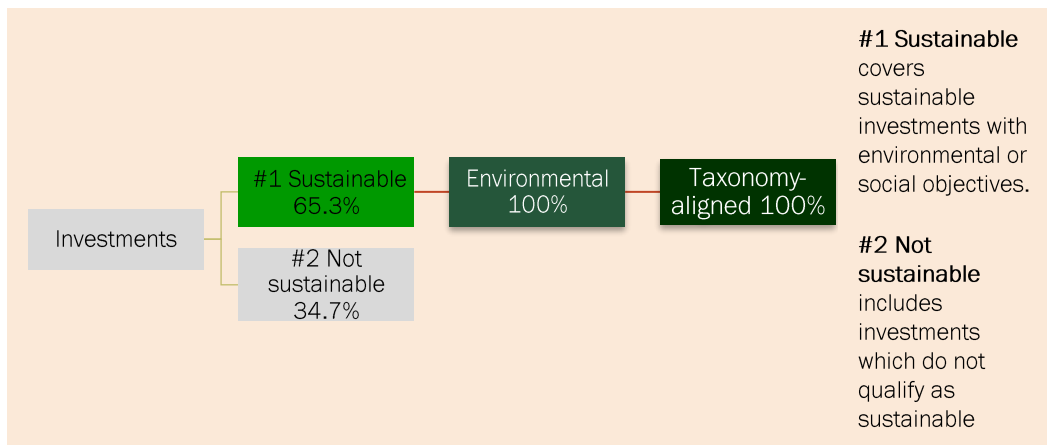 Investments
#1 Sustainable
65.3%
#2 Not
sustainable
34.7%
Environmental
100%
Taxonomy-
aligned 100%
#1 Sustainable
covers
sustainable
investments with
environmental or
social objectives.
#2 Not
sustainable
includes
investments
which do not
qualify as
sustainable